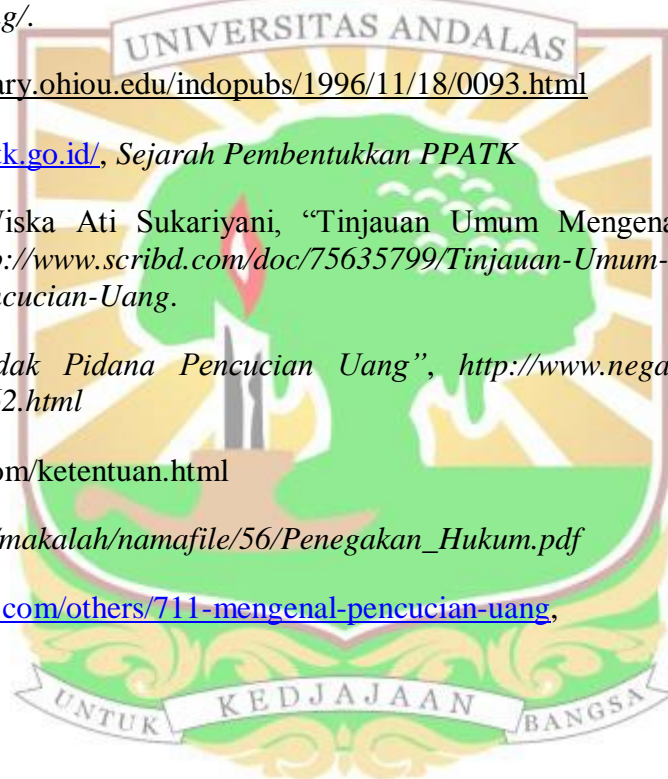 g/.
UNIVERSITAS ANDALAS
ary.ohiou.edu/indopubs/1996/11/18/0093.html
tk.go.id/, Sejarah Pembentukkan PPATK
Wiska Ati Sukariyani, “Tinjauan Umum Mengena
p://www.scribd.com/doc/75635799/Tinjauan-Umum-
ncucian-Uang.
dak Pidana Pencucian Uang”, http://www.nega
2.html
om/ketentuan.html
/makalah/namafile/56/Penegakan_Hukum.pdf
.com/others/711-mengenal-pencucian-uang,
UNTUK KEDJAJAAN BANGSA